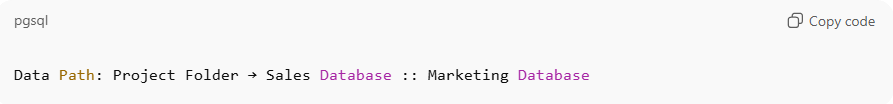 pgsql
Copy code
Data Path: Project Folder → Sales Database :: Marketing Database